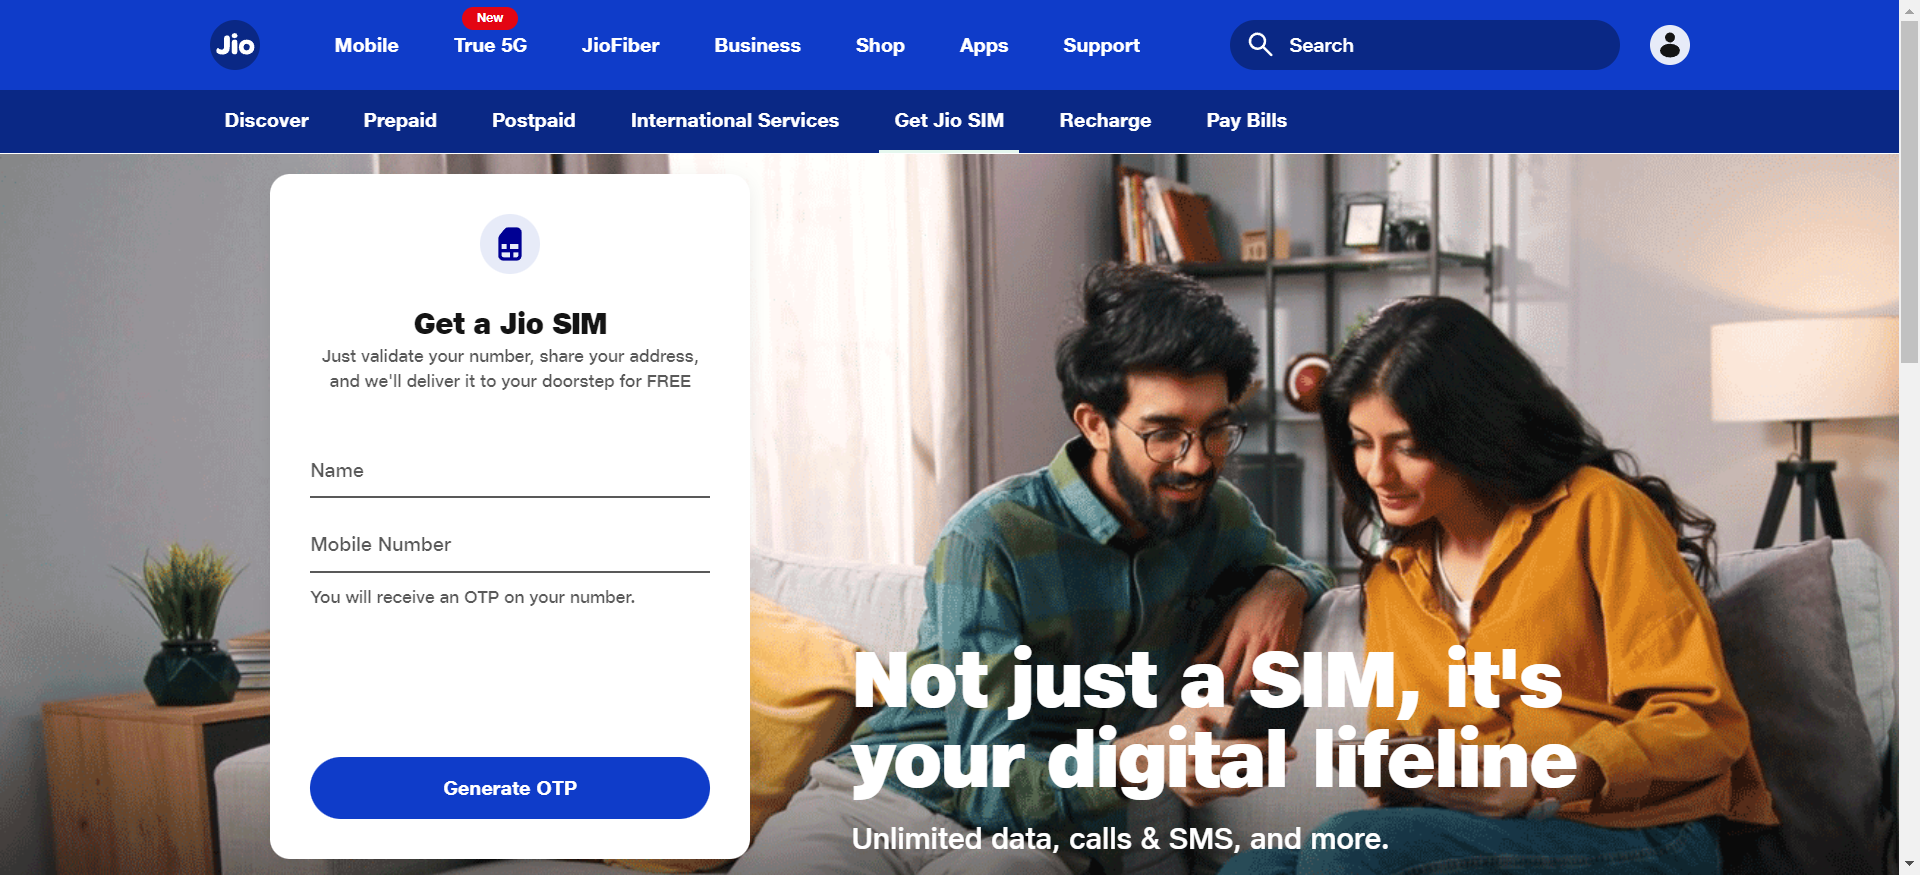 Jio
Mobile
New
True 5G
JioFiber
Business
Shop
Apps
Support
Search
Discover
Prepaid
Postpaid
International Services
Get Jio SIM
Recharge
Pay Bills
Get a Jio SIM
Just validate your number, share your address,
and we'll deliver it to your doorstep for FREE
Name
Mobile Number
You will receive an OTP on your number.
Generate OTP
Not just a SIM, it's
your digital lifeline
Unlimited data, calls & SMS, and more.